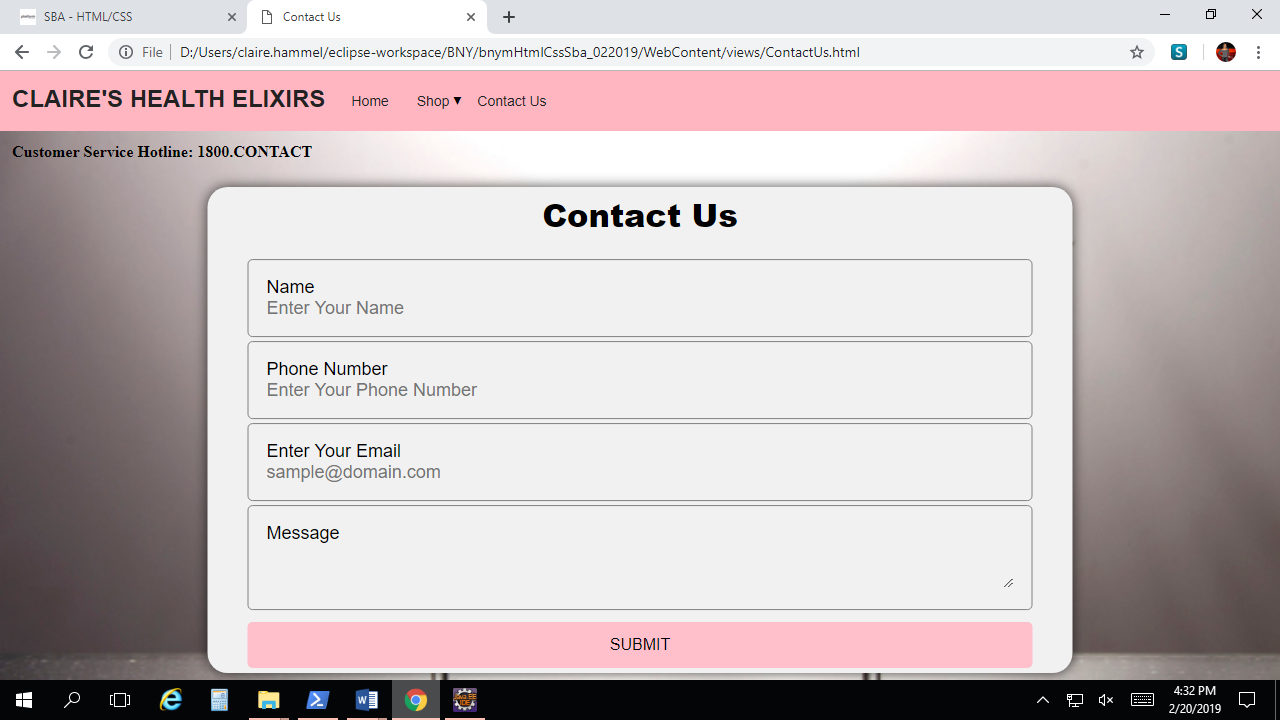 SBA - HTML/CSS
Contact Us
File
D:/Users/claire.hammel/eclipse-workspace/BNY/bnymHtmlCssSba_022019/WebContent/views/ContactUs.html
S
CLAIRE'S HEALTH ELIXIRS Home Shop ▼ Contact Us
Customer Service Hotline: 1800.CONTACT
Contact Us
Name
Enter Your Name
Phone Number
Enter Your Phone Number
Enter Your Email
sample@domain.com
Message
SUBMIT
4:32 PM
2/20/2019